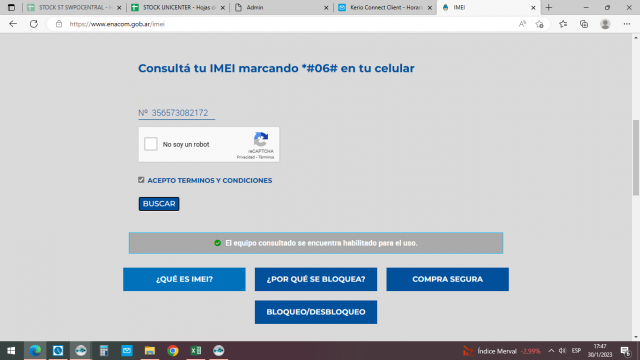 STOCK ST SWPOCENTRAL - H
STOCK UNICENTER - Hojas d
Admin
Kerio Connect Client - Horario
IMEI
https://www.enacom.gob.ar/imei
Consultá tu IMEI marcando *#06# en tu celular
Nº 356573082172
No soy un robot
reCAPTCHA
Privacidad - Términos
ACEPTO TERMINOS Y CONDICIONES
BUSCAR
El equipo consultado se encuentra habilitado para el uso.
¿QUÉ ES IMEI?
¿POR QUÉ SE BLOQUEA?
COMPRA SEGURA
BLOQUEO/DESBLOQUEO
Índice Merval -2,99%
ESP
17:47
30/1/2023